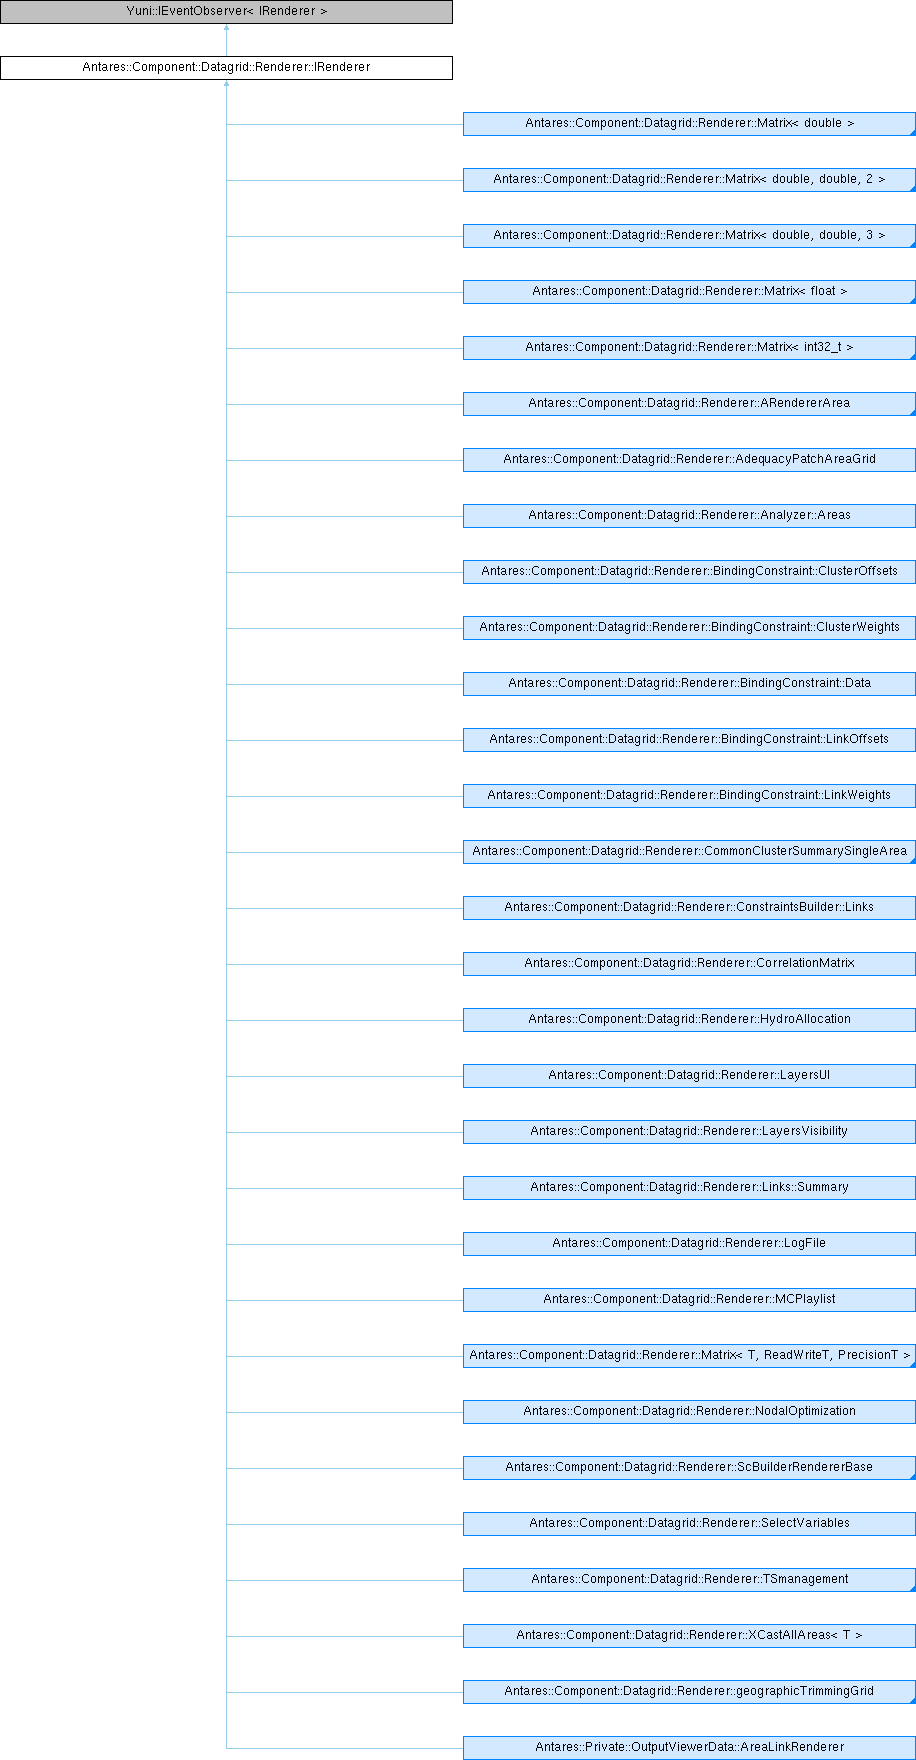 Yuni::IEventObserver< IRenderer >
Antares::Component::Datagrid::Renderer::IRenderer
Antares::Component::Datagrid::Renderer::Matrix< double >
Antares::Component::Datagrid::Renderer::Matrix< double, double, 2 >
Antares::Component::Datagrid::Renderer::Matrix< double, double, 3 >
Antares::Component::Datagrid::Renderer::Matrix< float >
Antares::Component::Datagrid::Renderer::Matrix< int32_t >
Antares::Component::Datagrid::Renderer::ARendererArea
Antares::Component::Datagrid::Renderer::AdequacyPatchAreaGrid
Antares::Component::Datagrid::Renderer::Analyzer::Areas
Antares::Component::Datagrid::Renderer::BindingConstraint::ClusterOffsets
Antares::Component::Datagrid::Renderer::BindingConstraint::ClusterWeights
Antares::Component::Datagrid::Renderer::BindingConstraint::Data
Antares::Component::Datagrid::Renderer::BindingConstraint::LinkOffsets
Antares::Component::Datagrid::Renderer::BindingConstraint::LinkWeights
Antares::Component::Datagrid::Renderer::CommonClusterSummarySingleArea
Antares::Component::Datagrid::Renderer::ConstraintsBuilder::Links
Antares::Component::Datagrid::Renderer::CorrelationMatrix
Antares::Component::Datagrid::Renderer::HydroAllocation
Antares::Component::Datagrid::Renderer::LayersUI
Antares::Component::Datagrid::Renderer::LayersVisibility
Antares::Component::Datagrid::Renderer::Links::Summary
Antares::Component::Datagrid::Renderer::LogFile
Antares::Component::Datagrid::Renderer::MCPlaylist
Antares::Component::Datagrid::Renderer::Matrix< T, ReadWriteT, PrecisionT >
Antares::Component::Datagrid::Renderer::NodalOptimization
Antares::Component::Datagrid::Renderer::ScBuilderRendererBase
Antares::Component::Datagrid::Renderer::SelectVariables
Antares::Component::Datagrid::Renderer::TSmanagement
Antares::Component::Datagrid::Renderer::XCastAllAreas< T >
Antares::Component::Datagrid::Renderer::geographicTrimmingGrid
Antares::Private::OutputViewerData::AreaLinkRenderer